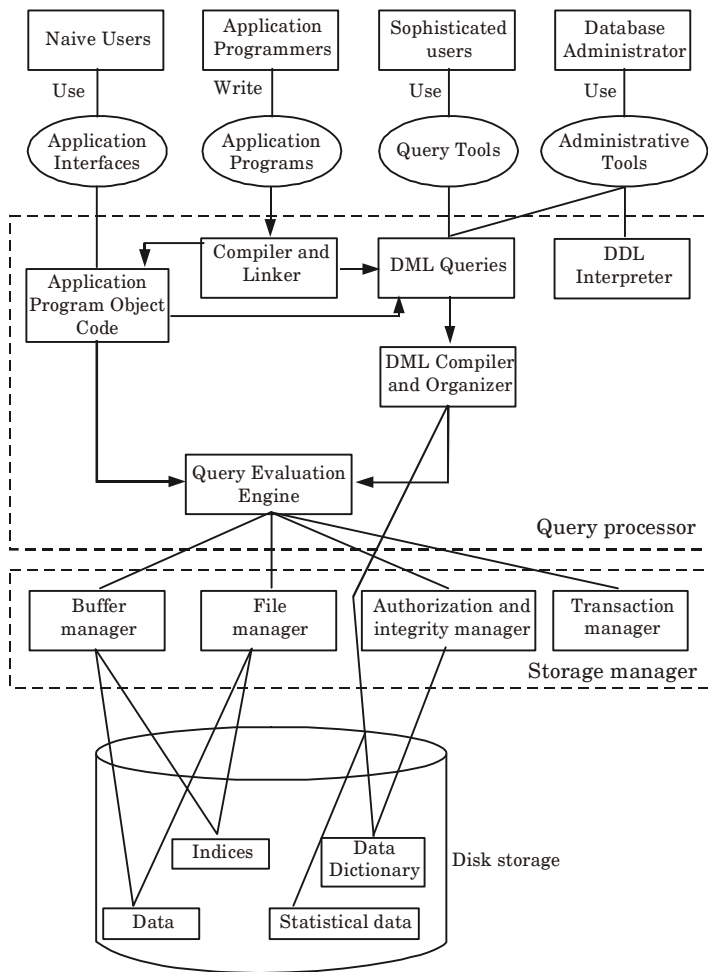 Naive Users
Application
Programmers
Sophisticated
users
Database
Administrator
Use
Write
Use
Use
Application
Interfaces
Application
Programs
Query Tools
Administrative
Tools
Compiler and
Linker
DML Queries
DDL
Interpreter
Application
Program Object
Code
DML Compiler
and Organizer
Query Evaluation
Engine
Query processor
Buffer
manager
File
manager
Authorization and
integrity manager
Transaction
manager
Storage manager
Indices
Data
Dictionary
Disk storage
Data
Statistical data